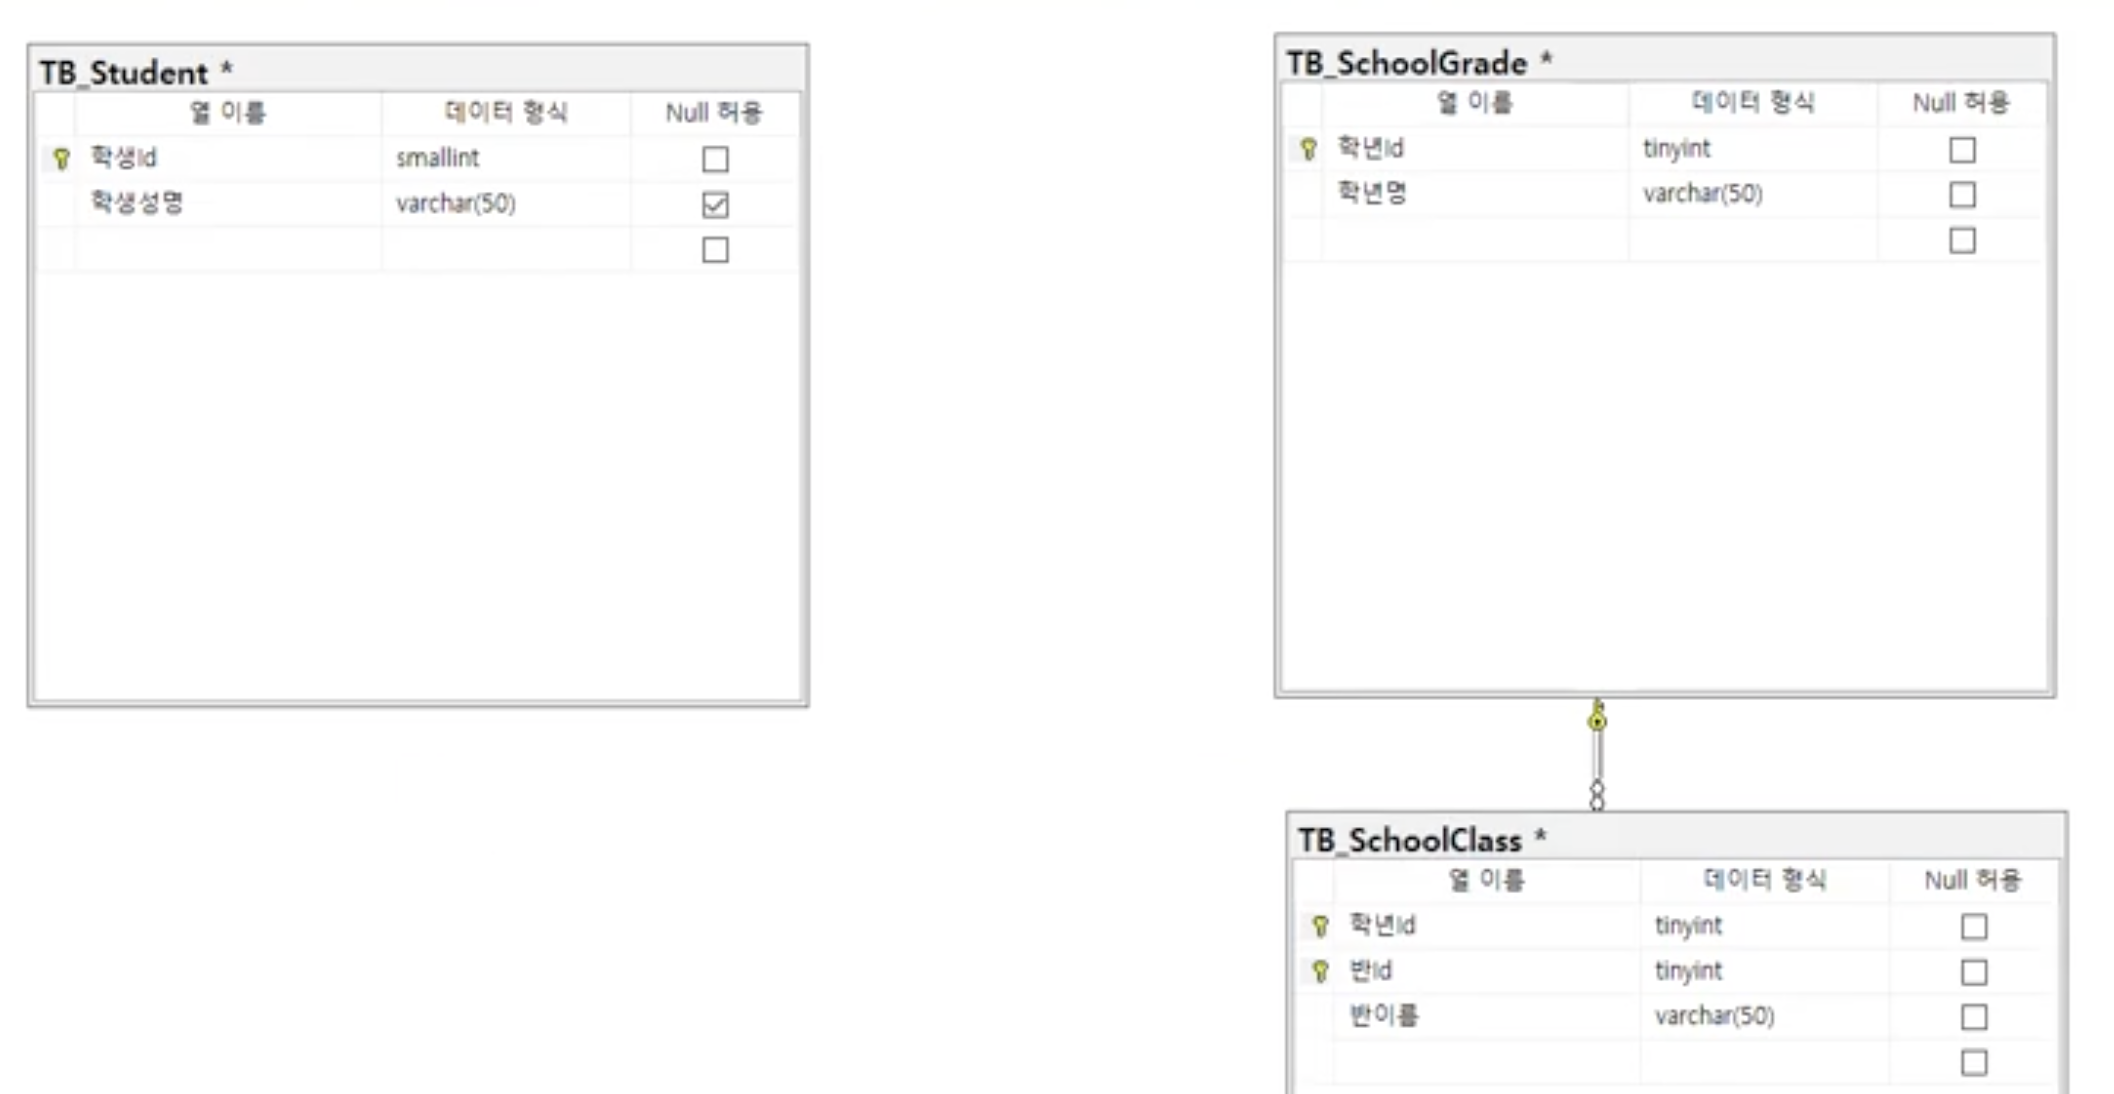 TB_Student *
열 이름 데이터 형식 Null 허용
학생Id smallint
학생성명 varchar(50)
TB_SchoolGrade *
열 이름 데이터 형식 Null 허용
학년Id tinyint
학년명 varchar(50)
TB_SchoolClass *
열 이름 데이터 형식 Null 허용
학년Id tinyint
반Id tinyint
반이름 varchar(50)